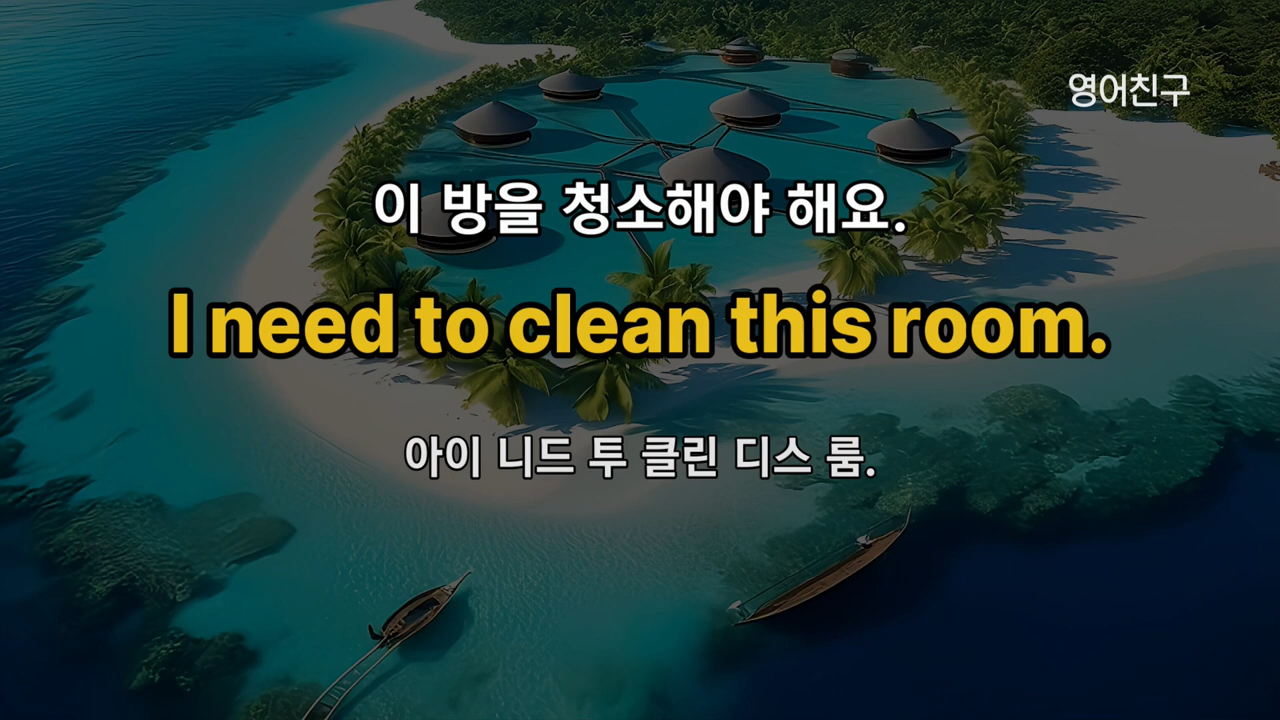 영어친구
이 방을 청소해야 해요.
I need to clean this room.
아이 니드 투 클린 디스 룸.